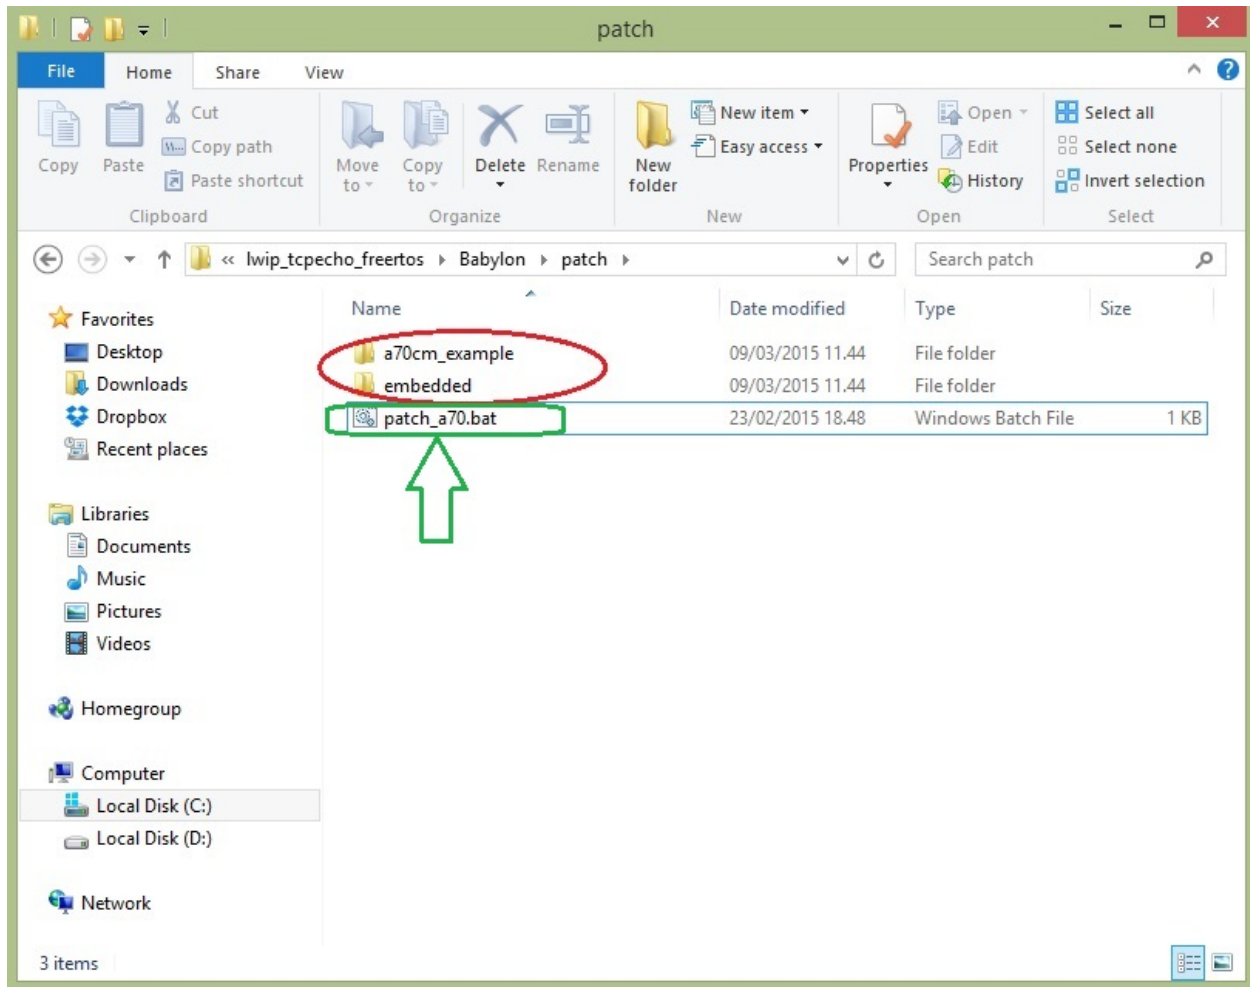 patch
File Home Share View
Copy
Paste
Cut
Copy path
Paste shortcut
Clipboard
Move to
Copy to
Delete
Rename
Organize
New folder
New item
Easy access
New
Properties
Open
Edit
History
Open
Select all
Select none
Invert selection
Select
« lwip_tcpecho_freertos Babylon patch
Search patch
Favorites
Desktop
Downloads
Dropbox
Recent places
Libraries
Documents
Music
Pictures
Videos
Homegroup
Computer
Local Disk (C:)
Local Disk (D:)
Network
Name Date modified Type Size
a70cm_example 09/03/2015 11.44 File folder
embedded 09/03/2015 11.44 File folder
patch_a70.bat 23/02/2015 18.48 Windows Batch File 1 KB
3 items